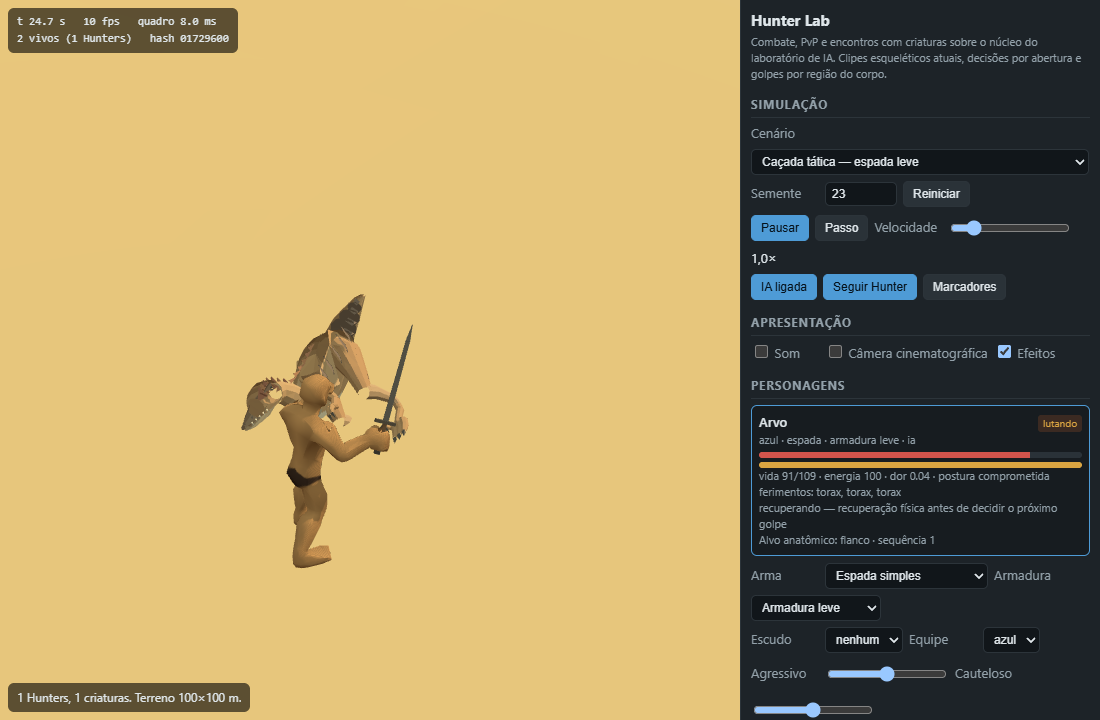 t 24.7 s   10 fps   quadro 8.0 ms
2 vivos (1 Hunters)   hash 01729600
1 Hunters, 1 criaturas. Terreno 100×100 m.
Hunter Lab
Combate, PvP e encontros com criaturas sobre o núcleo do
laboratório de IA. Clipes esqueléticos atuais, decisões por abertura e
golpes por região do corpo.
SIMULAÇÃO
Cenário
Caçada tática — espada leve
Semente 23 Reiniciar
Pausar Passo Velocidade
1,0×
IA ligada Seguir Hunter Marcadores
APRESENTAÇÃO
Som Câmera cinematográfica Efeitos
PERSONAGENS
Arvo lutando
azul · espada · armadura leve · ia
vida 91/109 · energia 100 · dor 0.04 · postura comprometida
ferimentos: torax, torax, torax
recuperando — recuperação física antes de decidir o próximo
golpe
Alvo anatômico: flanco · sequência 1
Arma Espada simples Armadura
Armadura leve
Escudo nenhum Equipe azul
Agressivo Cauteloso